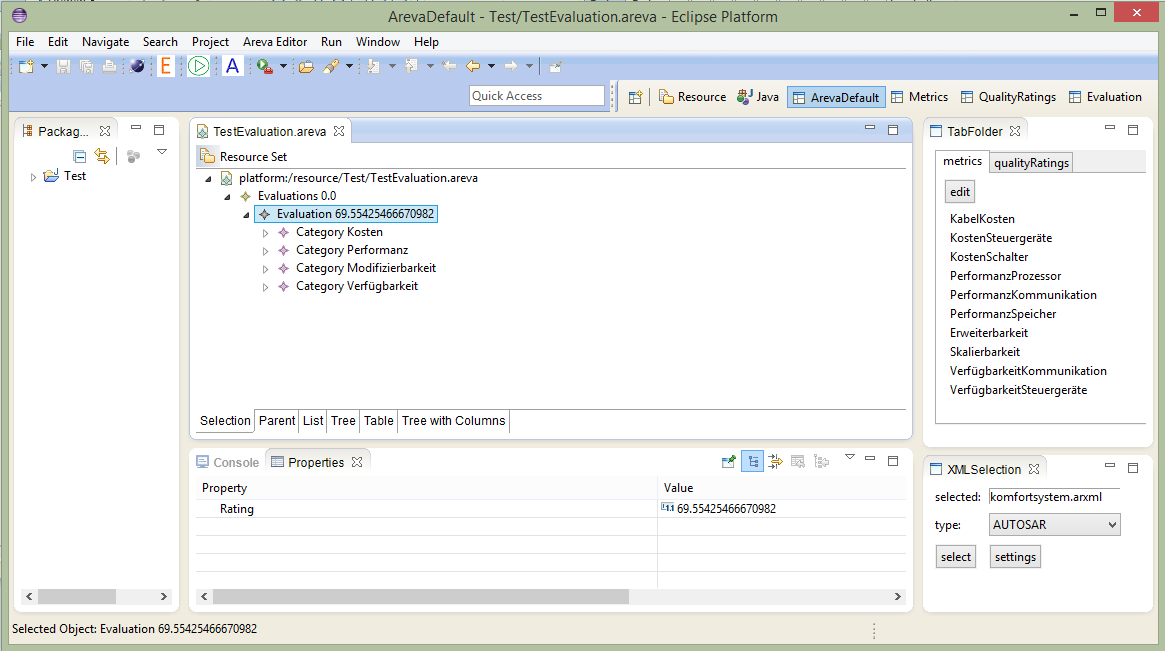 ArevaDefault - Test/TestEvaluation.areva - Eclipse Platform
File Edit Navigate Search Project Areva Editor Run Window Help
E A
Quick Access Resource Java ArevaDefault Metrics QualityRatings Evaluation
Packag...
Test
TestEvaluation.areva
Resource Set
platform:/resource/Test/TestEvaluation.areva
Evaluations 0.0
Evaluation 69.55425466670982
Category Kosten
Category Performanz
Category Modifizierbarkeit
Category Verfügbarkeit
Selection Parent List Tree Table Tree with Columns
Console Properties
Property Value
Rating 69.55425466670982
TabFolder
metrics qualityRatings
edit
KabelKosten
KostenSteuergeräte
KostenSchalter
PerformanzProzessor
PerformanzKommunikation
PerformanzSpeicher
Erweiterbarkeit
Skalierbarkeit
VerfügbarkeitKommunikation
VerfügbarkeitSteuergeräte
XMLSelection
selected: komfortsystem.arxml
type: AUTOSAR
select settings
Selected Object: Evaluation 69.55425466670982